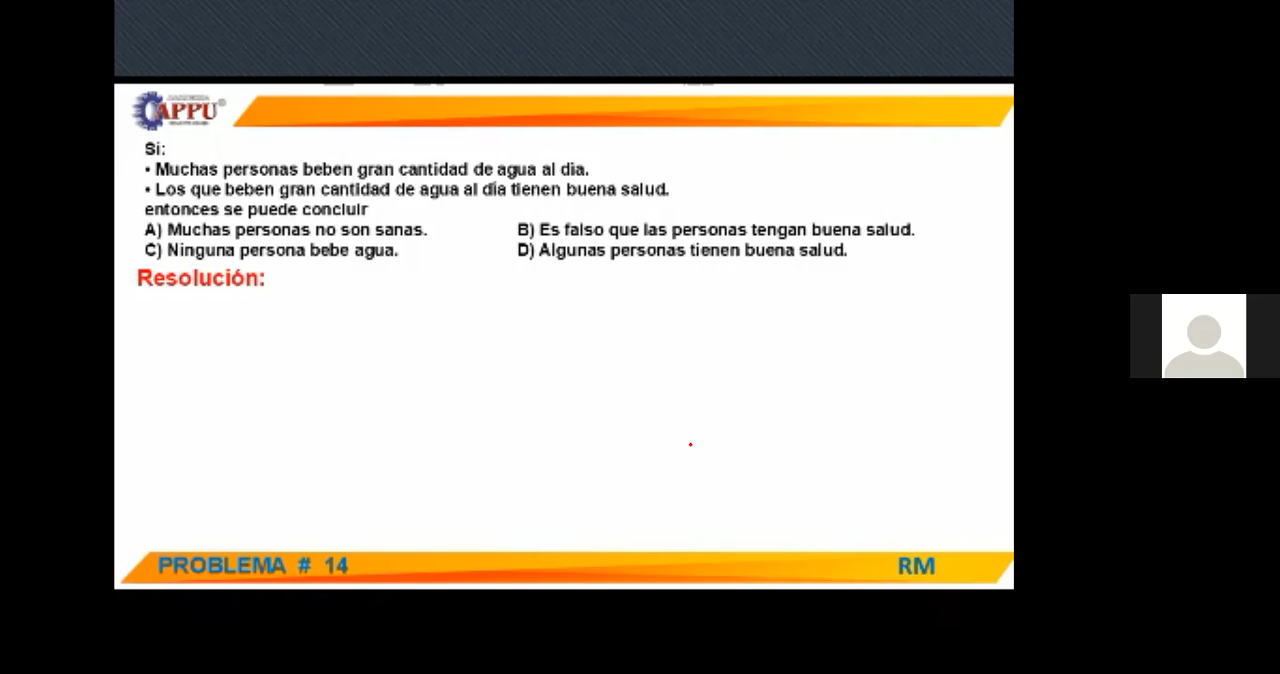 APPU
Si:
• Muchas personas beben gran cantidad de agua al día.
• Los que beben gran cantidad de agua al día tienen buena salud.
entonces se puede concluir
A) Muchas personas no son sanas.
B) Es falso que las personas tengan buena salud.
C) Ninguna persona bebe agua.
D) Algunas personas tienen buena salud.
Resolución:
PROBLEMA # 14
RM